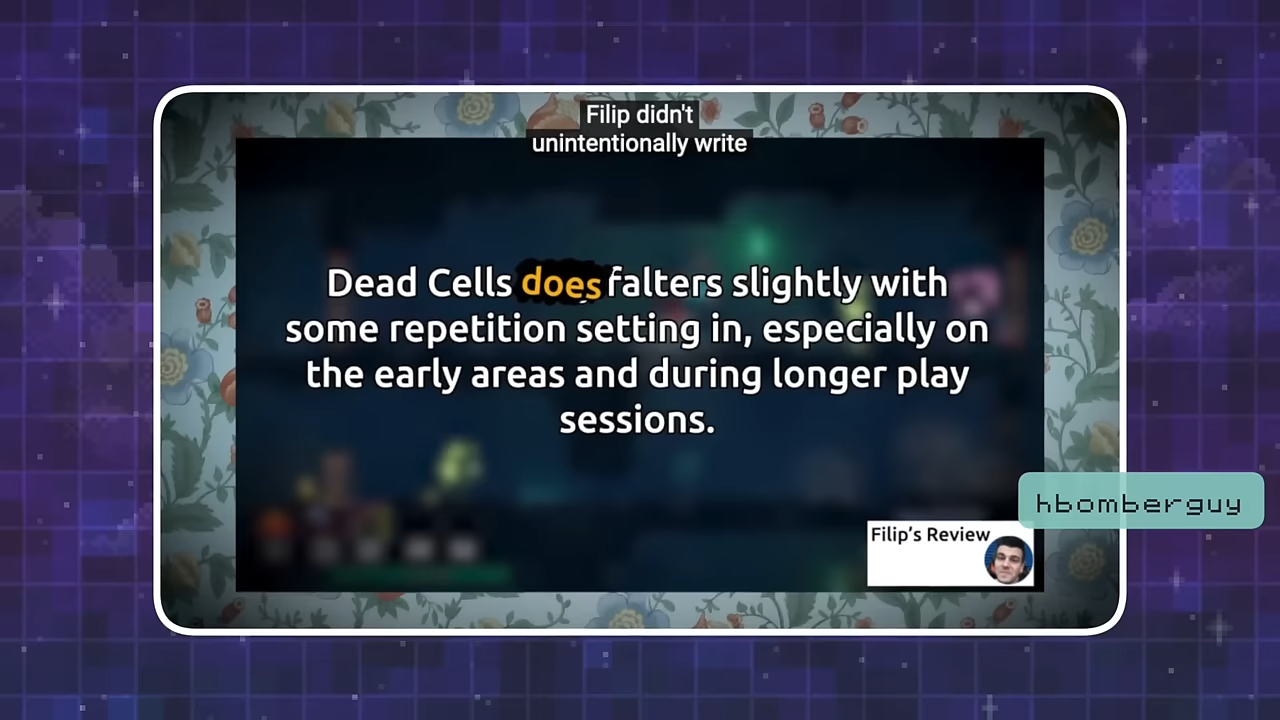 Filip didn't
unintentionally write
Dead Cells does falters slightly with
some repetition setting in, especially on
the early areas and during longer play
sessions.
hbomberguy
Filip's Review